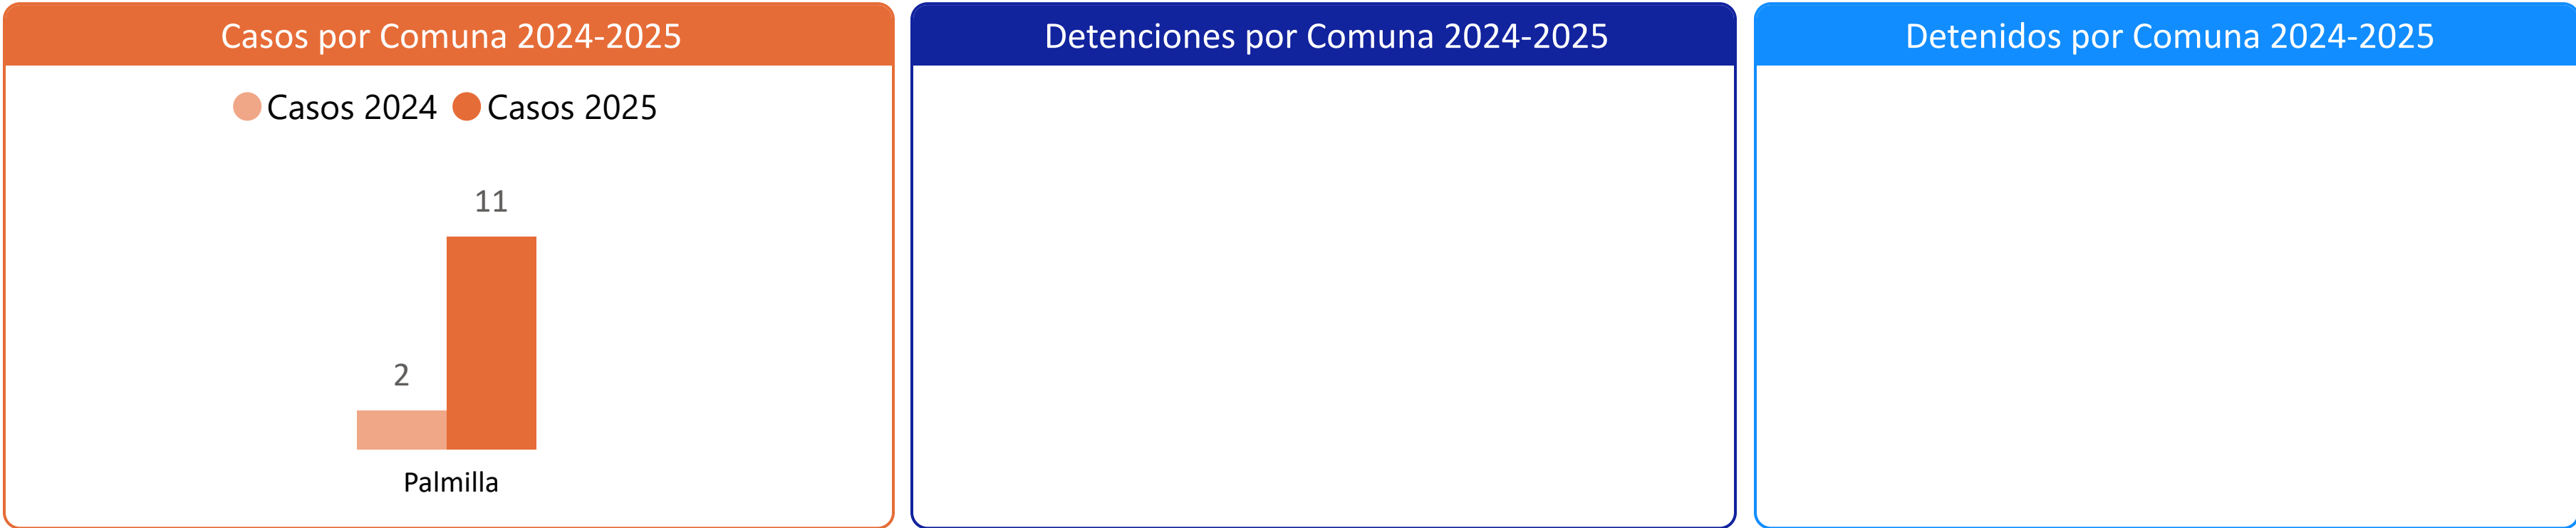 Casos por Comuna 2024-2025
Casos 2024 Casos 2025
11
2
Palmilla
Detenciones por Comuna 2024-2025
Detenidos por Comuna 2024-2025